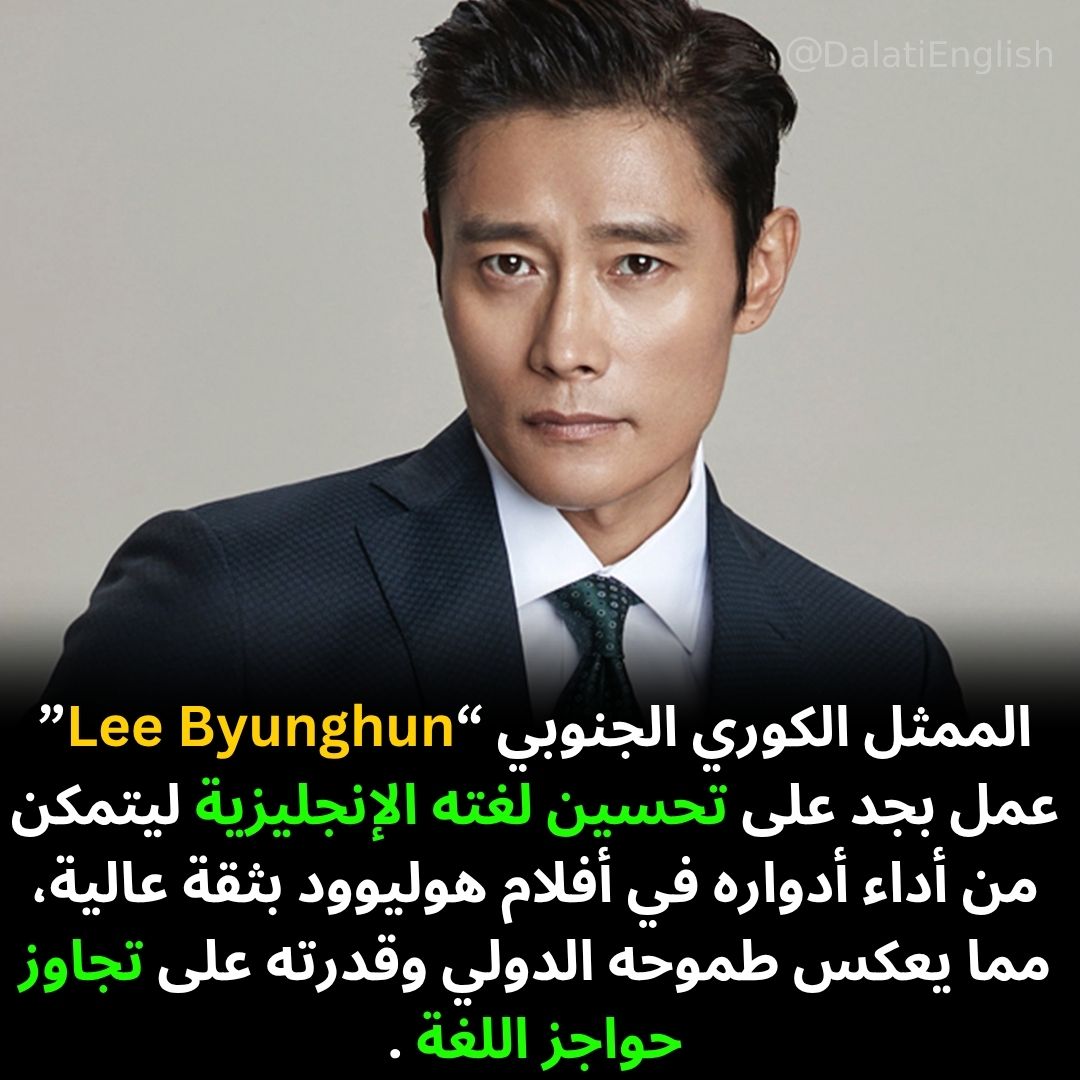 @DalatiEnglish
الممثل الكوري الجنوبي “Lee Byunghun”
عمل بجد على تحسين لغته الإنجليزية ليتمكن
من أداء أدواره في أفلام هوليوود بثقة عالية،
مما يعكس طموحه الدولي وقدرته على تجاوز
حواجز اللغة .